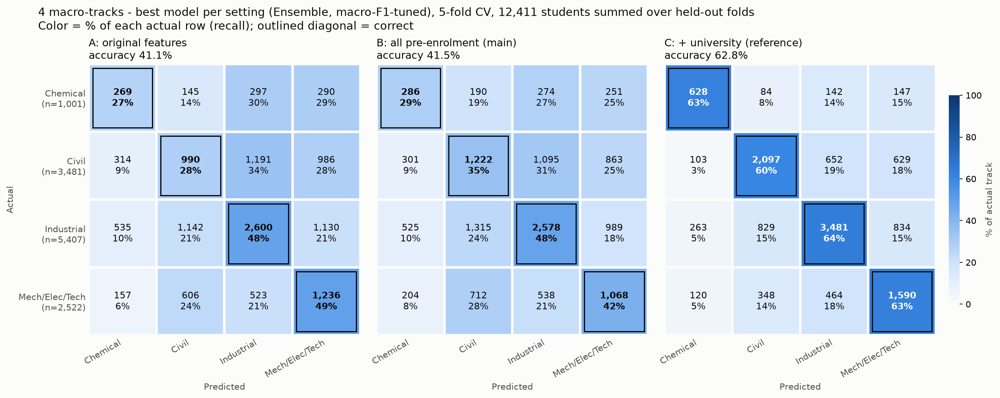 4 macro-tracks - best model per setting (Ensemble, macro-F1-tuned), 5-fold CV, 12,411 students summed over held-out folds
Color = % of each actual row (recall); outlined diagonal = correct
A: original features
accuracy 41.1%
B: all pre-enrolment (main)
accuracy 41.5%
C: + university (reference)
accuracy 62.8%
Actual
Chemical
(n=1,001)
269 145 297 290
27% 14% 30% 29%
286 190 274 251
29% 19% 27% 25%
628 84 142 147
63% 8% 14% 15%
Civil
(n=3,481)
314 990 1,191 986
9% 28% 34% 28%
301 1,222 1,095 863
9% 35% 31% 25%
103 2,097 652 629
3% 60% 19% 18%
Industrial
(n=5,407)
535 1,142 2,600 1,130
10% 21% 48% 21%
525 1,315 2,578 989
10% 24% 48% 18%
263 829 3,481 834
5% 15% 64% 15%
Mech/Elec/Tech
(n=2,522)
157 606 523 1,236
6% 24% 21% 49%
204 712 538 1,068
8% 28% 21% 42%
120 348 464 1,590
5% 14% 18% 63%
Chemical Civil Industrial Mech/Elec/Tech
Predicted
Chemical Civil Industrial Mech/Elec/Tech
Predicted
Chemical Civil Industrial Mech/Elec/Tech
Predicted
100
80
60
40
20
0
% of actual track